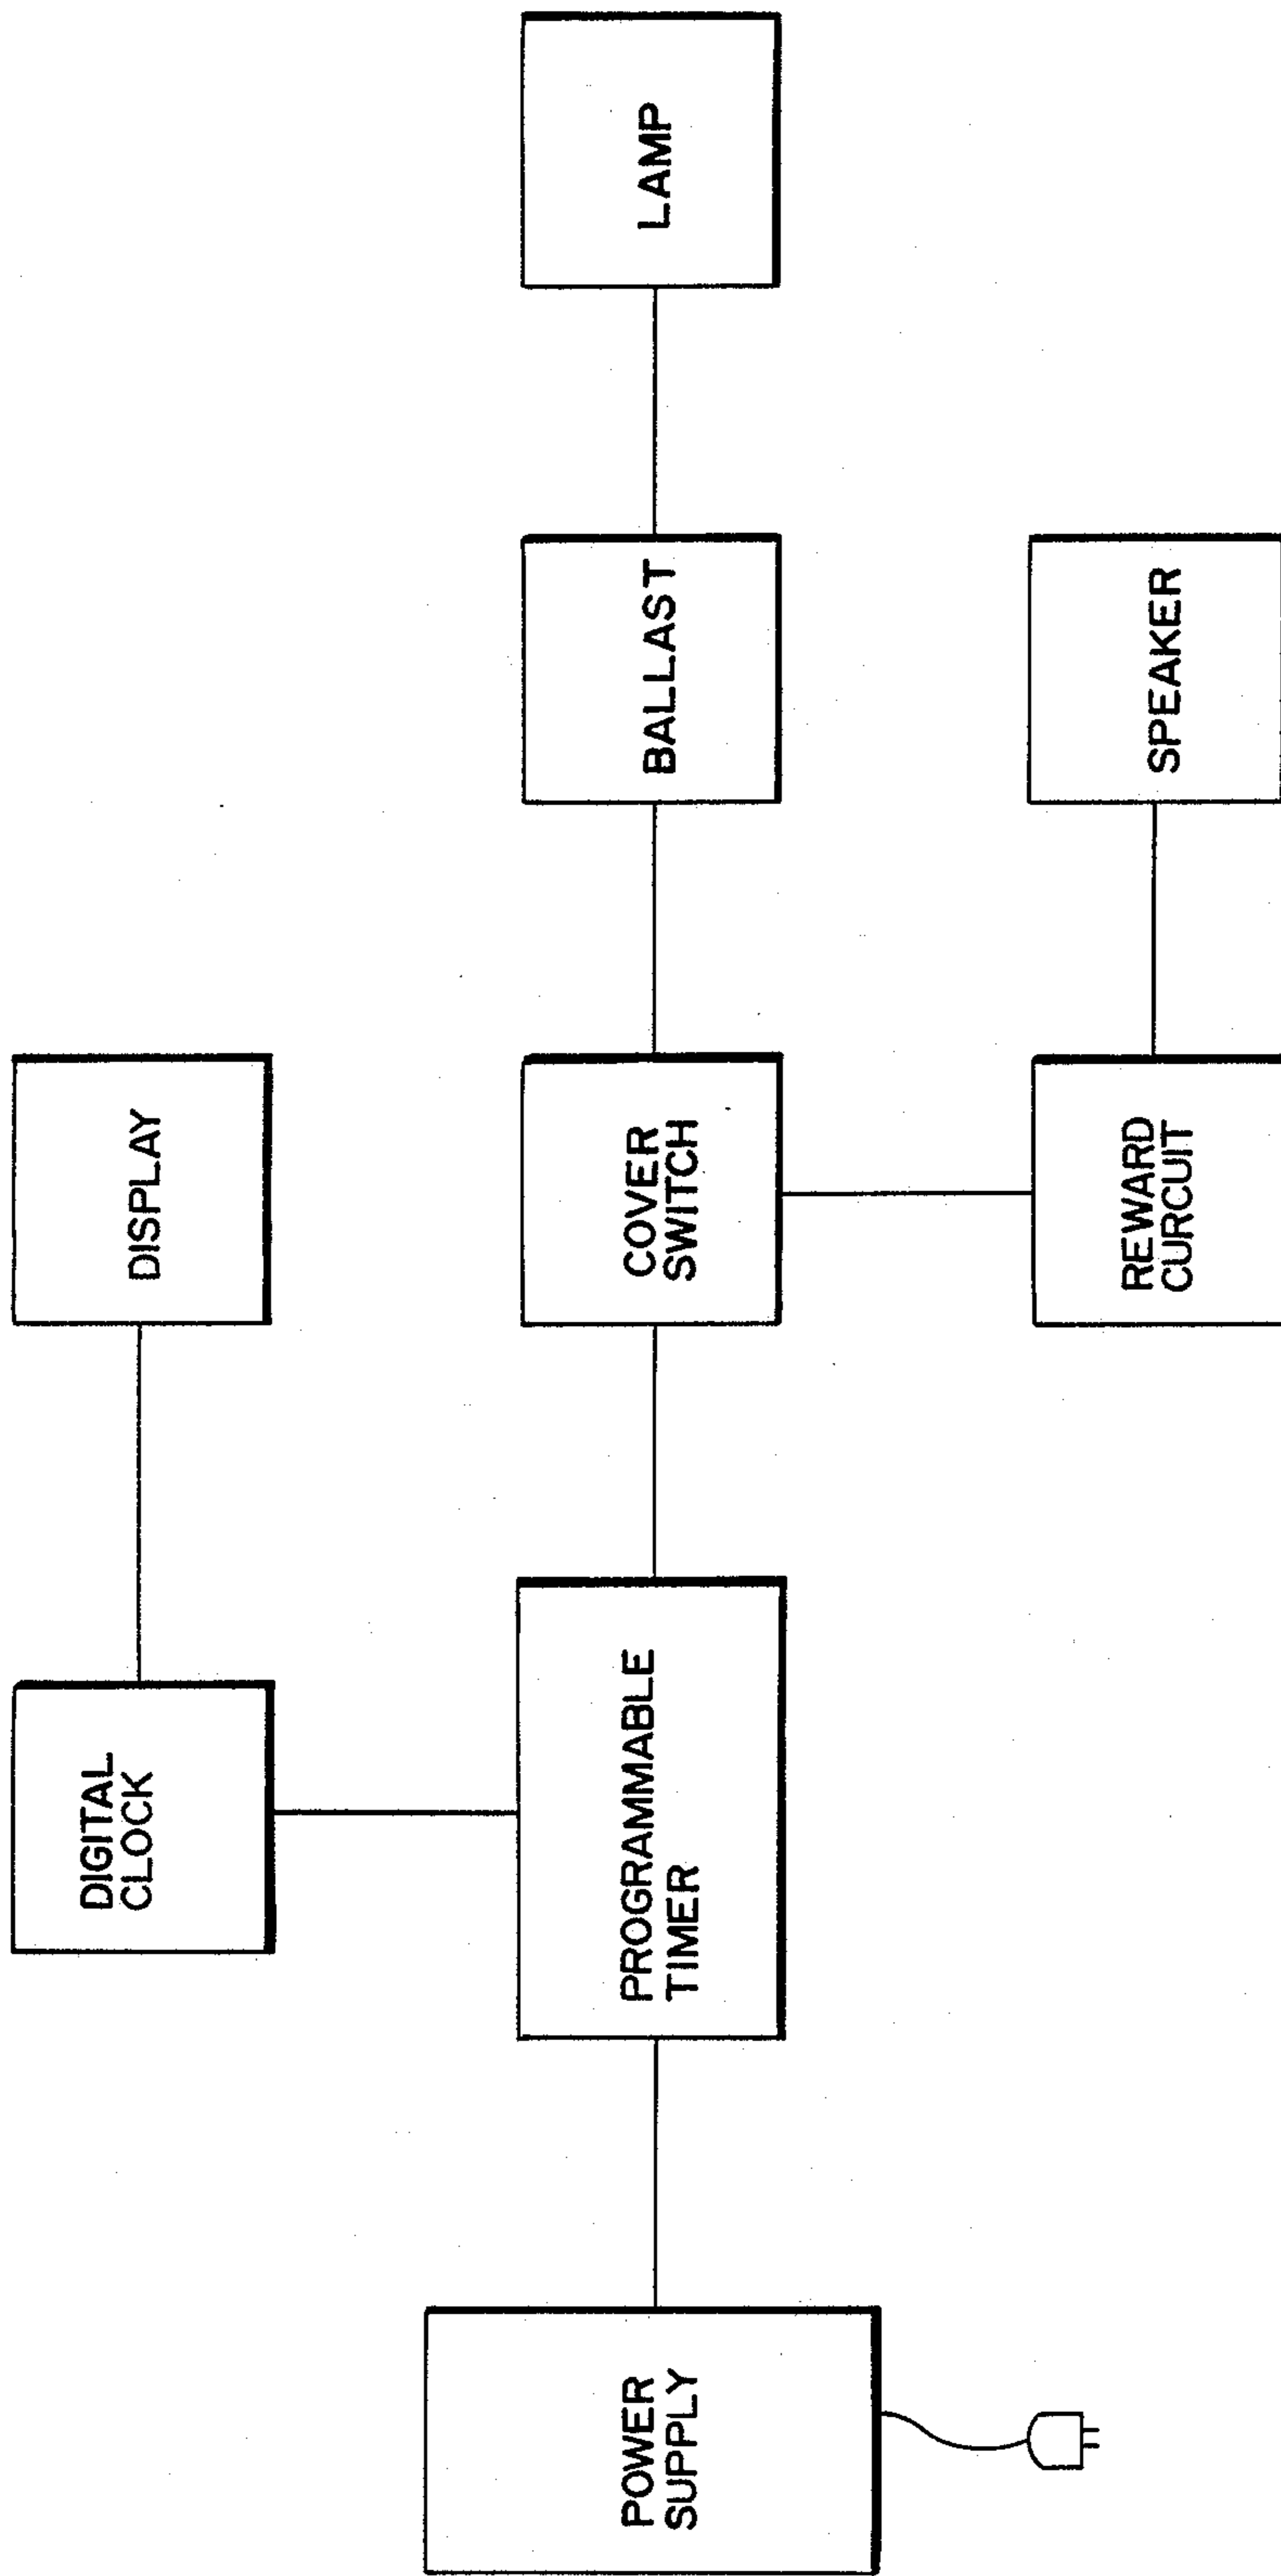 DISPLAY
DIGITAL
CLOCK
POWER
SUPPLY
PROGRAMMABLE
TIMER
COVER
SWITCH
BALLAST
LAMP
REWARD
CURCUIT
SPEAKER